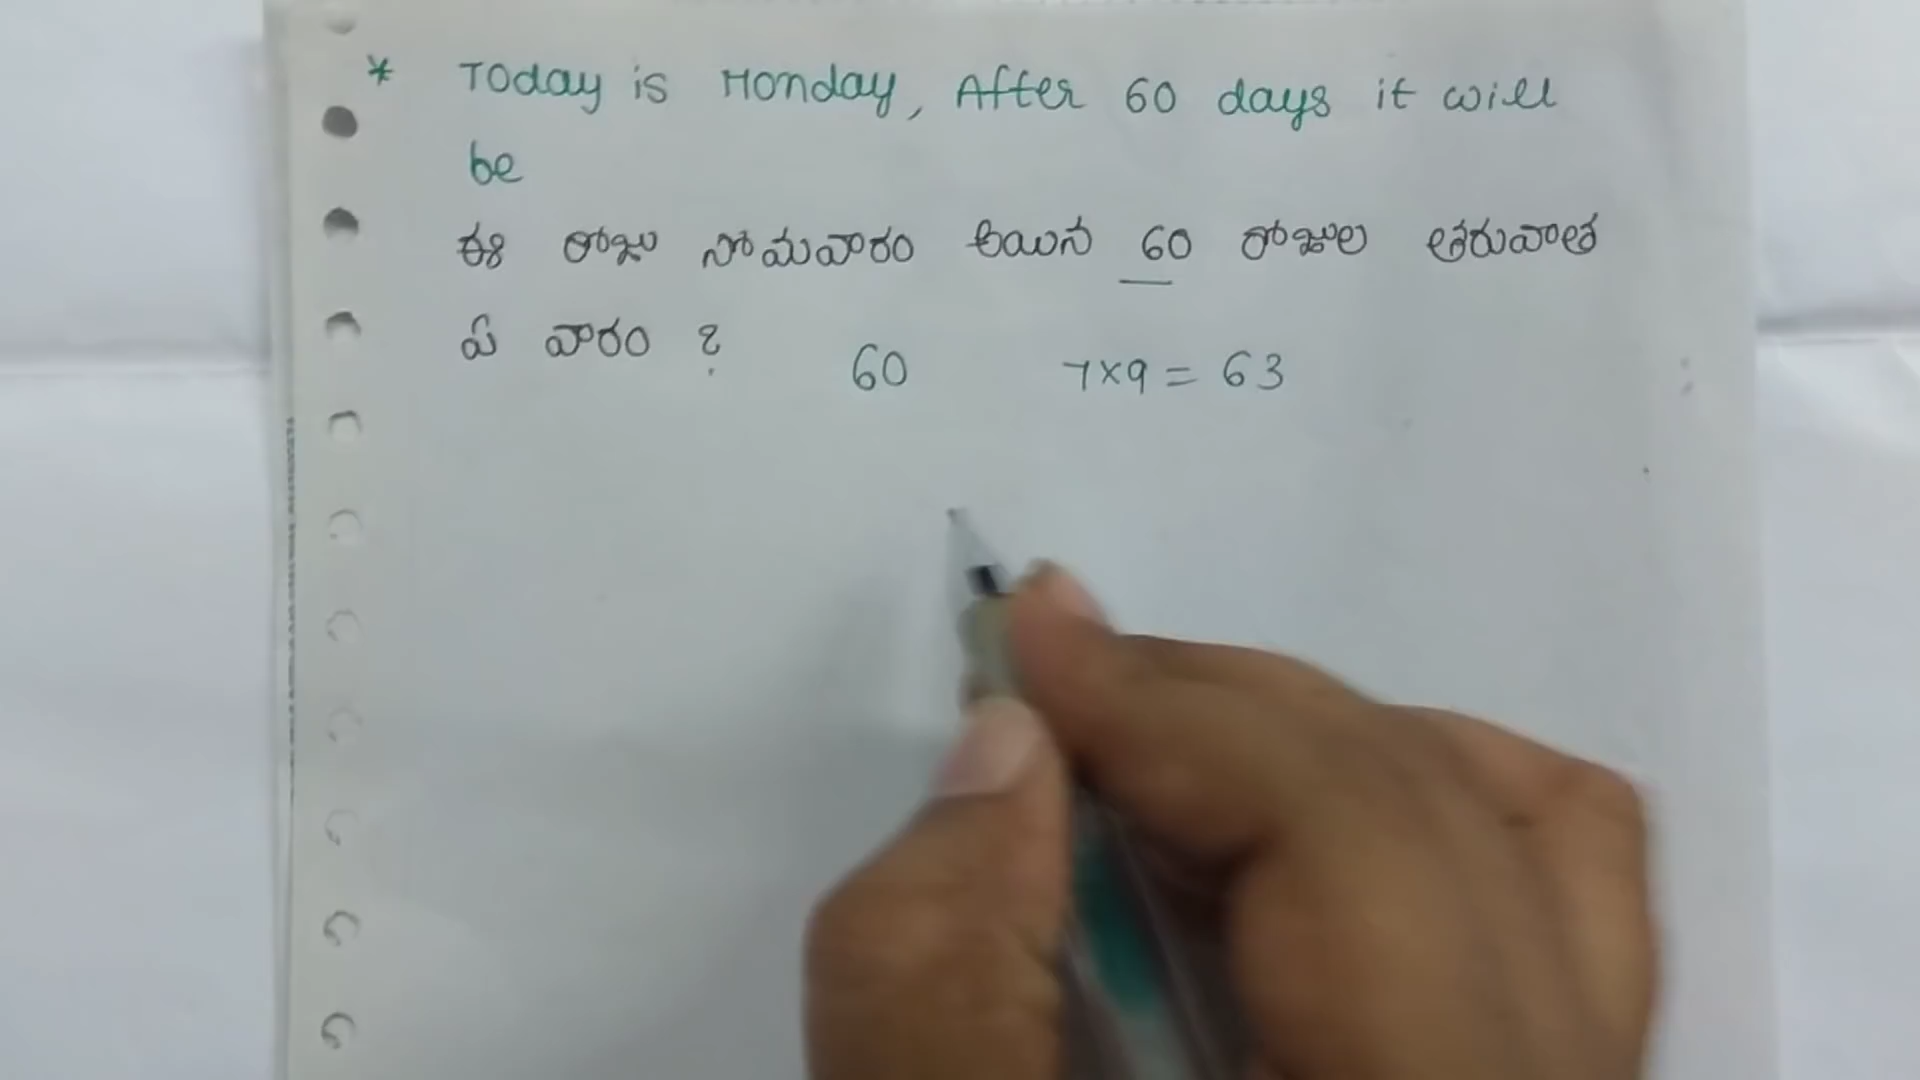 * Today is Monday, After 60 days it will
be
ఈ రోజు సోమవారం అయిన 60 రోజుల తరువాత
ఏ వారం ?
60 7×9 = 63